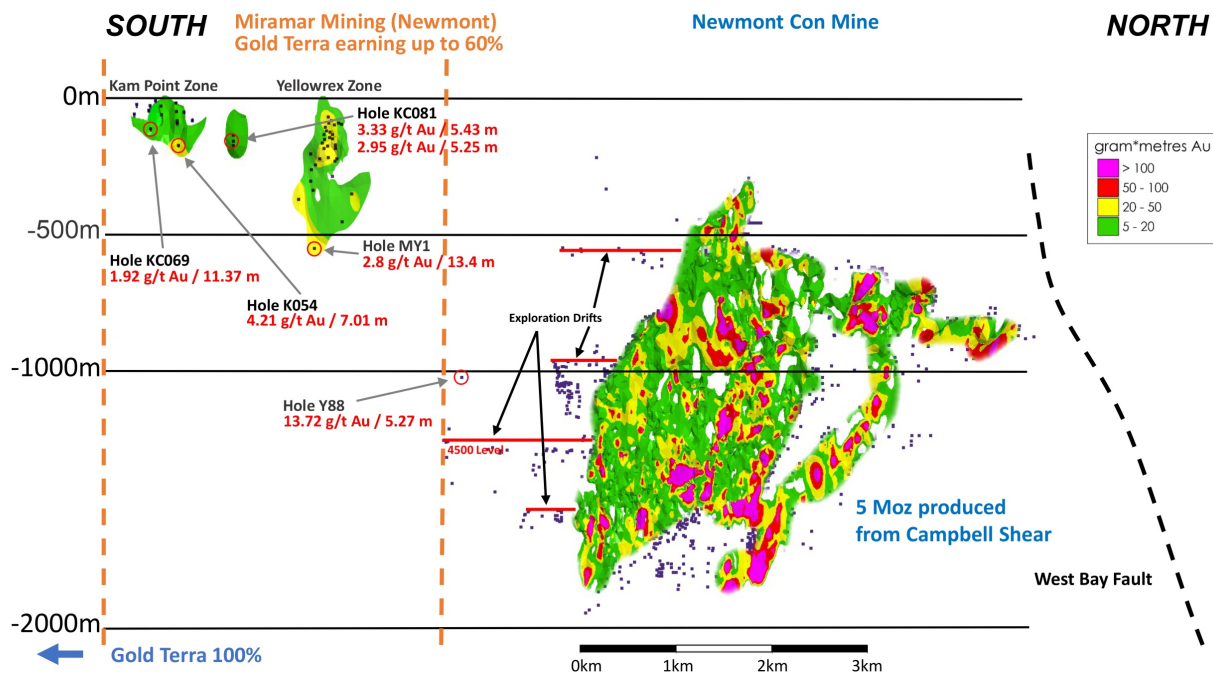 SOUTH
Miramar Mining (Newmont)
Gold Terra earning up to 60%
Newmont Con Mine
NORTH
Kam Point Zone
Yellowrex Zone
0m
Hole KC081
3.33 g/t Au / 5.43 m
2.95 g/t Au / 5.25 m
gram*metres Au
> 100
50 - 100
20 - 50
5 - 20
-500m
Hole MY1
2.8 g/t Au / 13.4 m
Hole KC069
1.92 g/t Au / 11.37 m
Hole K054
4.21 g/t Au / 7.01 m
Exploration Drifts
-1000m
Hole Y88
13.72 g/t Au / 5.27 m
4500 Level
5 Moz produced
from Campbell Shear
West Bay Fault
-2000m
Gold Terra 100%
0km
1km
2km
3km